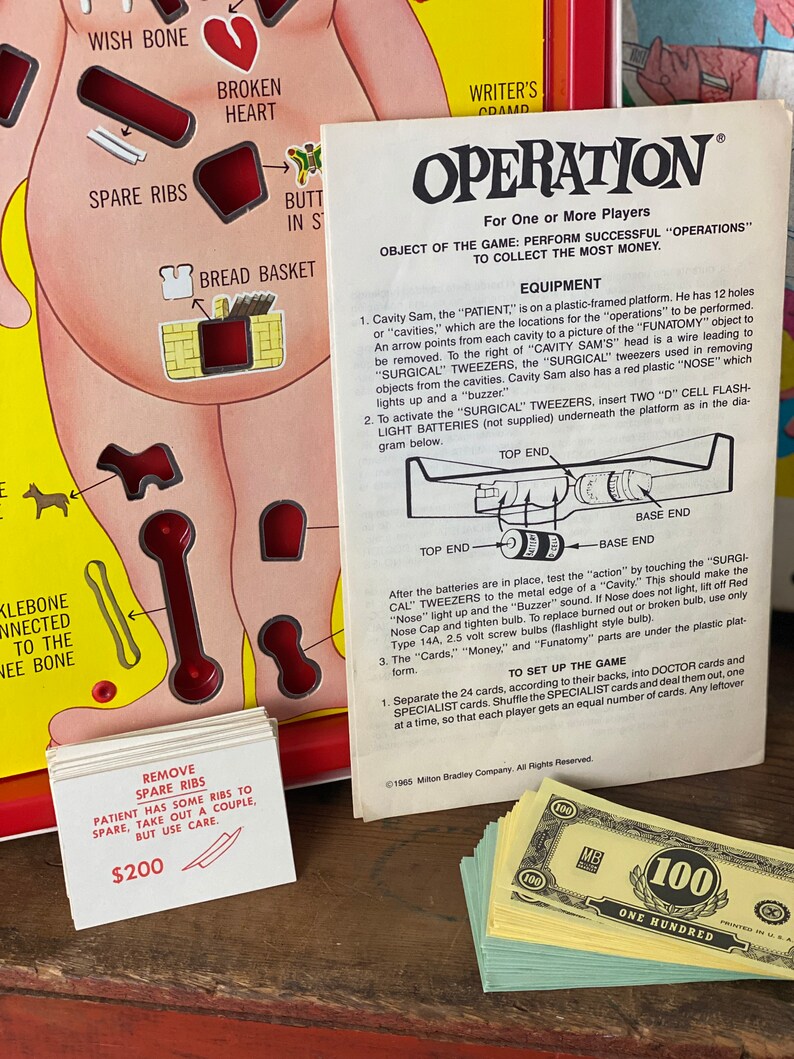 WISH BONE
BROKEN
HEART
WRITER'S
CRAMP
SPARE RIBS
BUTT
IN ST
BREAD BASKET
KLEBONE
NNECTED
TO THE
NEE BONE
OPERATION®
For One or More Players
OBJECT OF THE GAME: PERFORM SUCCESSFUL "OPERATIONS"
TO COLLECT THE MOST MONEY.
EQUIPMENT
1. Cavity Sam, the "PATIENT," is on a plastic-framed platform. He has 12 holes
or "cavities," which are the locations for the "operations" to be performed.
An arrow points from each cavity to a picture of the "FUNATOMY" object to
be removed. To the right of "CAVITY SAM'S" head is a wire leading to
"SURGICAL" TWEEZERS, the "SURGICAL" tweezers used in removing
objects from the cavities. Cavity Sam also has a red plastic "NOSE" which
lights up and a "buzzer."
2. To activate the "SURGICAL" TWEEZERS, insert TWO "D" CELL FLASH-
LIGHT BATTERIES (not supplied) underneath the platform as in the dia-
gram below.
TOP END
BASE END
TOP END
BATTERY
D-CELL
BASE END
After the batteries are in place, test the "action" by touching the "SURGI-
CAL" TWEEZERS to the metal edge of a "Cavity." This should make the
"Nose" light up and the "Buzzer" sound. If Nose does not light, lift off Red
Nose Cap and tighten bulb. To replace burned out or broken bulb, use only
Type 14A, 2.5 volt screw bulbs (flashlight style bulb).
3. The "Cards," "Money," and "Funatomy" parts are under the plastic plat-
form.
TO SET UP THE GAME
1. Separate the 24 cards, according to their backs, into DOCTOR cards and
SPECIALIST cards. Shuffle the SPECIALIST cards and deal them out, one
at a time, so that each player gets an equal number of cards. Any leftover
©1965 Milton Bradley Company. All Rights Reserved.
REMOVE
SPARE RIBS
PATIENT HAS SOME RIBS TO
SPARE, TAKE OUT A COUPLE,
BUT USE CARE.
$200
100
MB
100
100
ONE HUNDRED
PRINTED IN U.S.A.